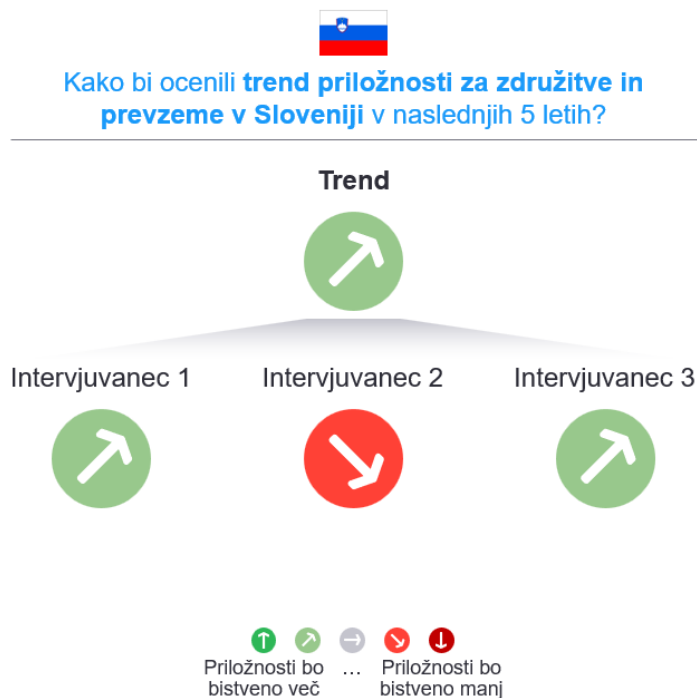 Kako bi ocenili trend priložnosti za združitve in
prevzeme v Sloveniji v naslednjih 5 letih?
Trend
Intervjuvanec 1
Intervjuvanec 2
Intervjuvanec 3
Priložnosti bo
bistveno več
...
Priložnosti bo
bistveno manj